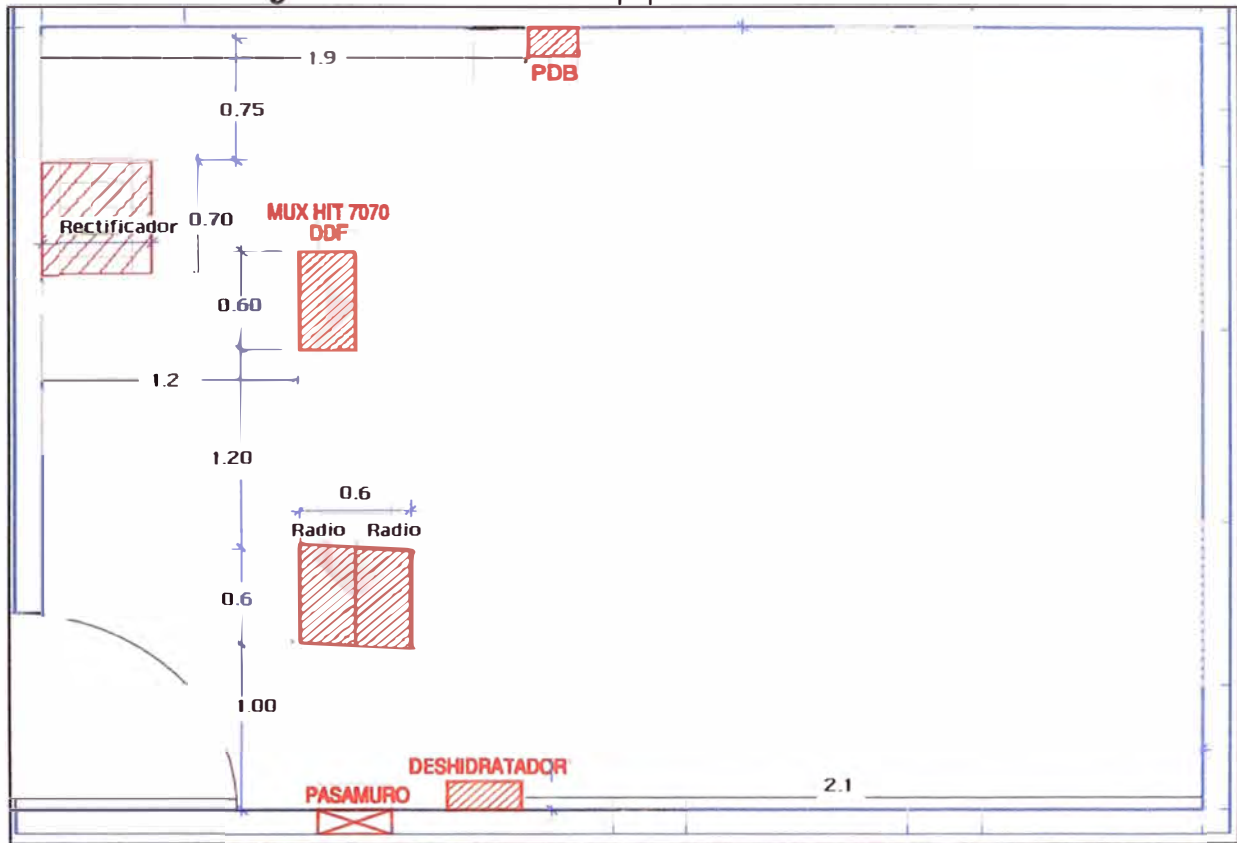 1.9
PDB
0.75
Rectificador
0.70
MUX HIT 7070
DDF
0.60
1.2
1.20
0.6
Radio Radio
0.6
1.00
DESHIDRATADOR
PASAMURO
2.1